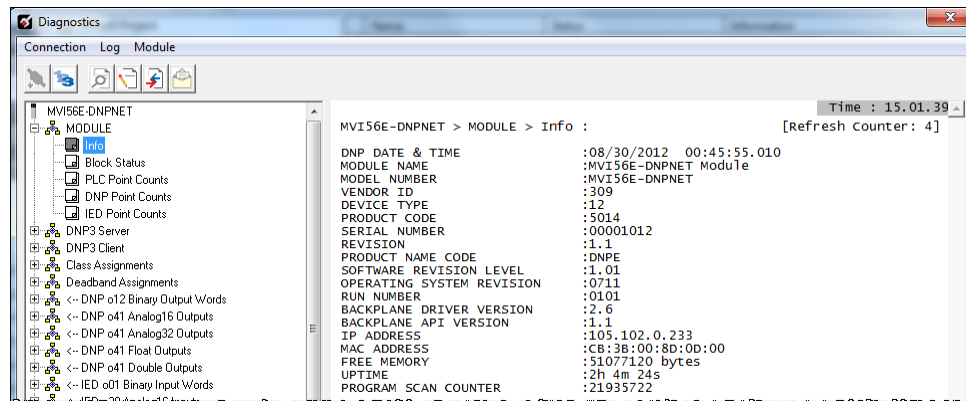 Diagnostics
Connection Log Module
Time : 15.01.39
MVI56E-DNPNET
MODULE
Info
Block Status
PLC Point Counts
DNP Point Counts
IED Point Counts
DNP3 Server
DNP3 Client
Class Assignments
Deadband Assignments
<-- DNP o12 Binary Output Words
<-- DNP o41 Analog16 Outputs
<-- DNP o41 Analog32 Outputs
<-- DNP o41 Float Outputs
<-- DNP o41 Double Outputs
<-- IED o01 Binary Input Words
MVI56E-DNPNET > MODULE > Info : [Refresh Counter: 4]
DNP DATE & TIME :08/30/2012 00:45:55.010
MODULE NAME :MVI56E-DNPNET Module
MODEL NUMBER :MVI56E-DNPNET
VENDOR ID :309
DEVICE TYPE :12
PRODUCT CODE :5014
SERIAL NUMBER :00001012
REVISION :1.1
PRODUCT NAME CODE :DNPE
SOFTWARE REVISION LEVEL :1.01
OPERATING SYSTEM REVISION :0711
RUN NUMBER :0101
BACKPLANE DRIVER VERSION :2.6
BACKPLANE API VERSION :1.1
IP ADDRESS :105.102.0.233
MAC ADDRESS :CB:3B:00:8D:0D:00
FREE MEMORY :51077120 bytes
UPTIME :2h 4m 24s
PROGRAM SCAN COUNTER :21935722